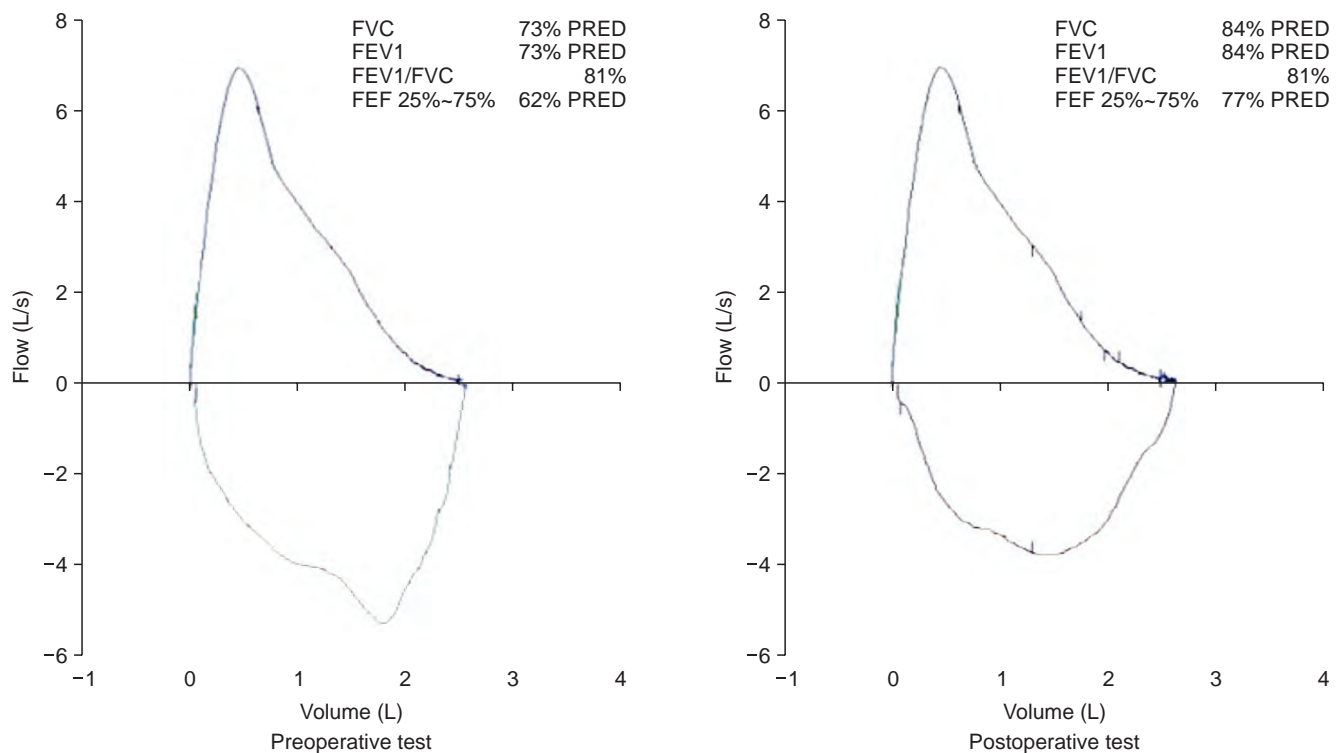 8
6
4
2
0
−2
−4
−6
Flow (L/s)
FVC 73% PRED
FEV1 73% PRED
FEV1/FVC 81%
FEF 25%~75% 62% PRED
−1 0 1 2 3 4
Volume (L)
Preoperative test
8
6
4
2
0
−2
−4
−6
Flow (L/s)
FVC 84% PRED
FEV1 84% PRED
FEV1/FVC 81%
FEF 25%~75% 77% PRED
−1 0 1 2 3 4
Volume (L)
Postoperative test